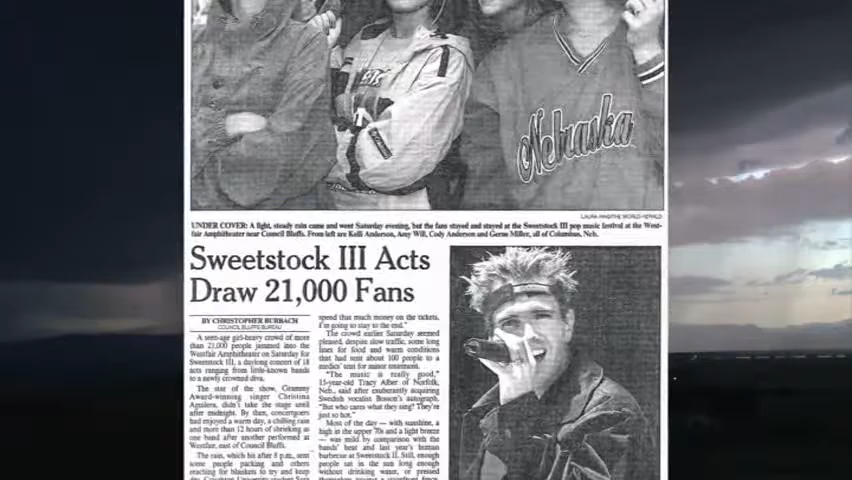 Nebraska
LAURA INNS/THE WORLD-HERALD
UNDER COVER: A light, steady rain came and went Saturday evening, but the fans stayed and stayed at the Sweetstock III pop music festival at the West-
fair Amphitheater near Council Bluffs. From left are Kelli Anderson, Amy Will, Cody Anderson and Gerne Miller, all of Columbus, Neb.
Sweetstock III Acts
Draw 21,000 Fans
BY CHRISTOPHER BURBACH
COUNCIL BLUFFS BUREAU
A teen-age girl-heavy crowd of more
than 21,000 people jammed into the
Westfair Amphitheater on Saturday for
Sweetstock III, a daylong concert of 18
acts ranging from little-known bands
to a newly crowned diva.
The star of the show, Grammy
Award-winning singer Christina
Aguilera, didn't take the stage until
after midnight. By then, concertgoers
had enjoyed a warm day, a chilling rain
and more than 12 hours of shrieking as
one band after another performed at
Westfair, east of Council Bluffs.
The rain, which hit after 8 p.m., sent
some people packing and others
reaching for blankets to try and keep
spend that much money on the tickets,
I'm going to stay to the end."
The crowd earlier Saturday seemed
pleased, despite slow traffic, some long
lines for food and warm conditions
that had sent about 100 people to a
medics' tent for minor treatment.
"The music is really good,"
15-year-old Tracy Alber of Norfolk,
Neb., said after exuberantly acquiring
Swedish vocalist Bosson's autograph.
"But who cares what they sing? They're
just so hot."
Most of the day — with sunshine, a
high in the upper 70s and a light breeze
— was mild by comparison with the
bands' heat and last year's human
barbecue at Sweetstock II. Still, enough
people sat in the sun long enough
without drinking water, or pressed